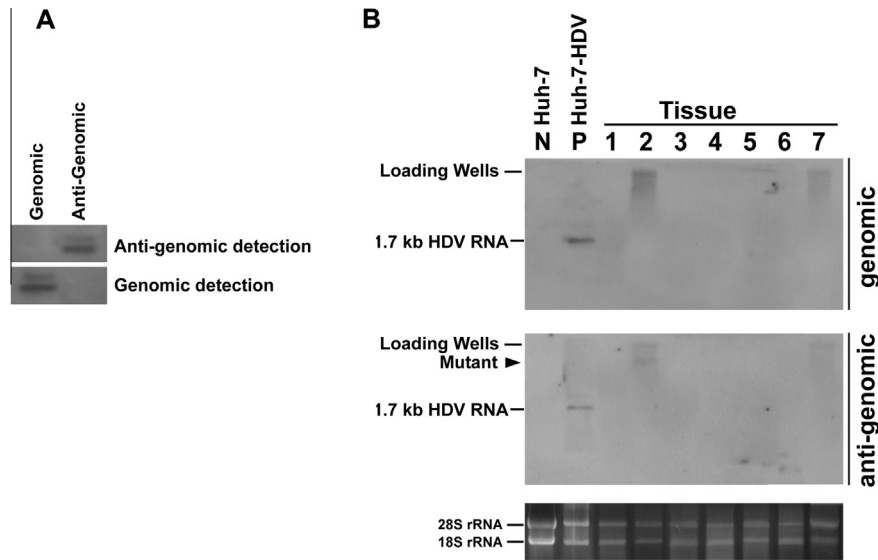 A
Genomic
Anti-Genomic
Anti-genomic detection
Genomic detection
B
Huh-7
Huh-7-HDV
Tissue
N P 1 2 3 4 5 6 7
Loading Wells
1.7 kb HDV RNA
genomic
Loading Wells
Mutant
1.7 kb HDV RNA
anti-genomic
28S rRNA
18S rRNA